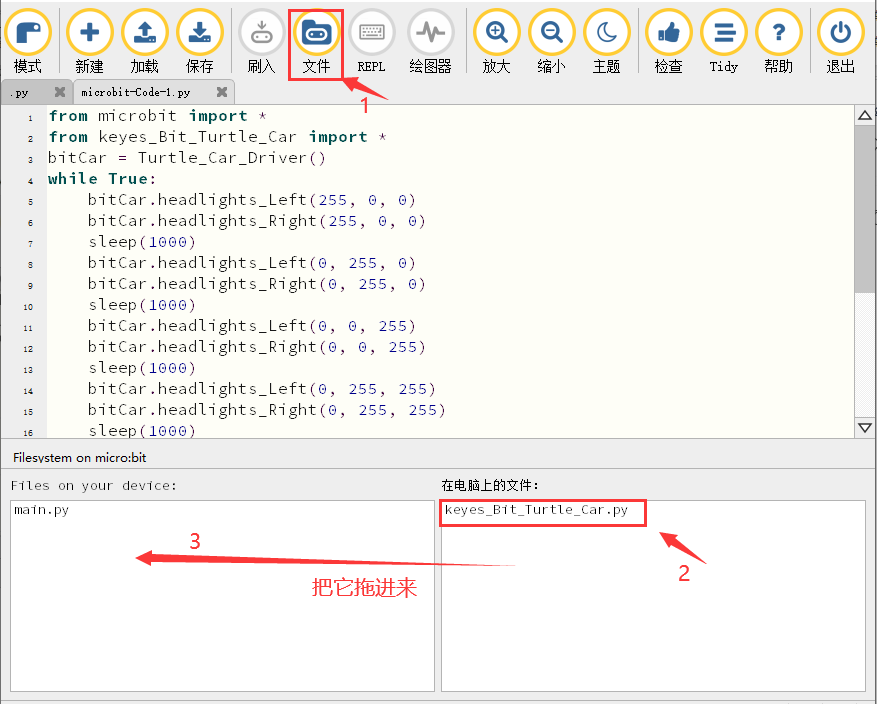 模式 新建 加载 保存 刷入 文件 REPL 绘图器 放大 缩小 主题 检查 Tidy 帮助 退出
1
.py microbit-Code-1.py
1 from microbit import *
2 from keyes_Bit_Turtle_Car import *
3 bitCar = Turtle_Car_Driver()
4 while True:
5 bitCar.headlights_Left(255, 0, 0)
6 bitCar.headlights_Right(255, 0, 0)
7 sleep(1000)
8 bitCar.headlights_Left(0, 255, 0)
9 bitCar.headlights_Right(0, 255, 0)
10 sleep(1000)
11 bitCar.headlights_Left(0, 0, 255)
12 bitCar.headlights_Right(0, 0, 255)
13 sleep(1000)
14 bitCar.headlights_Left(0, 255, 255)
15 bitCar.headlights_Right(0, 255, 255)
16 sleep(1000)
Filesystem on micro:bit
Files on your device: 在电脑上的文件:
main.py keyes_Bit_Turtle_Car.py
3
2
把它拖进来